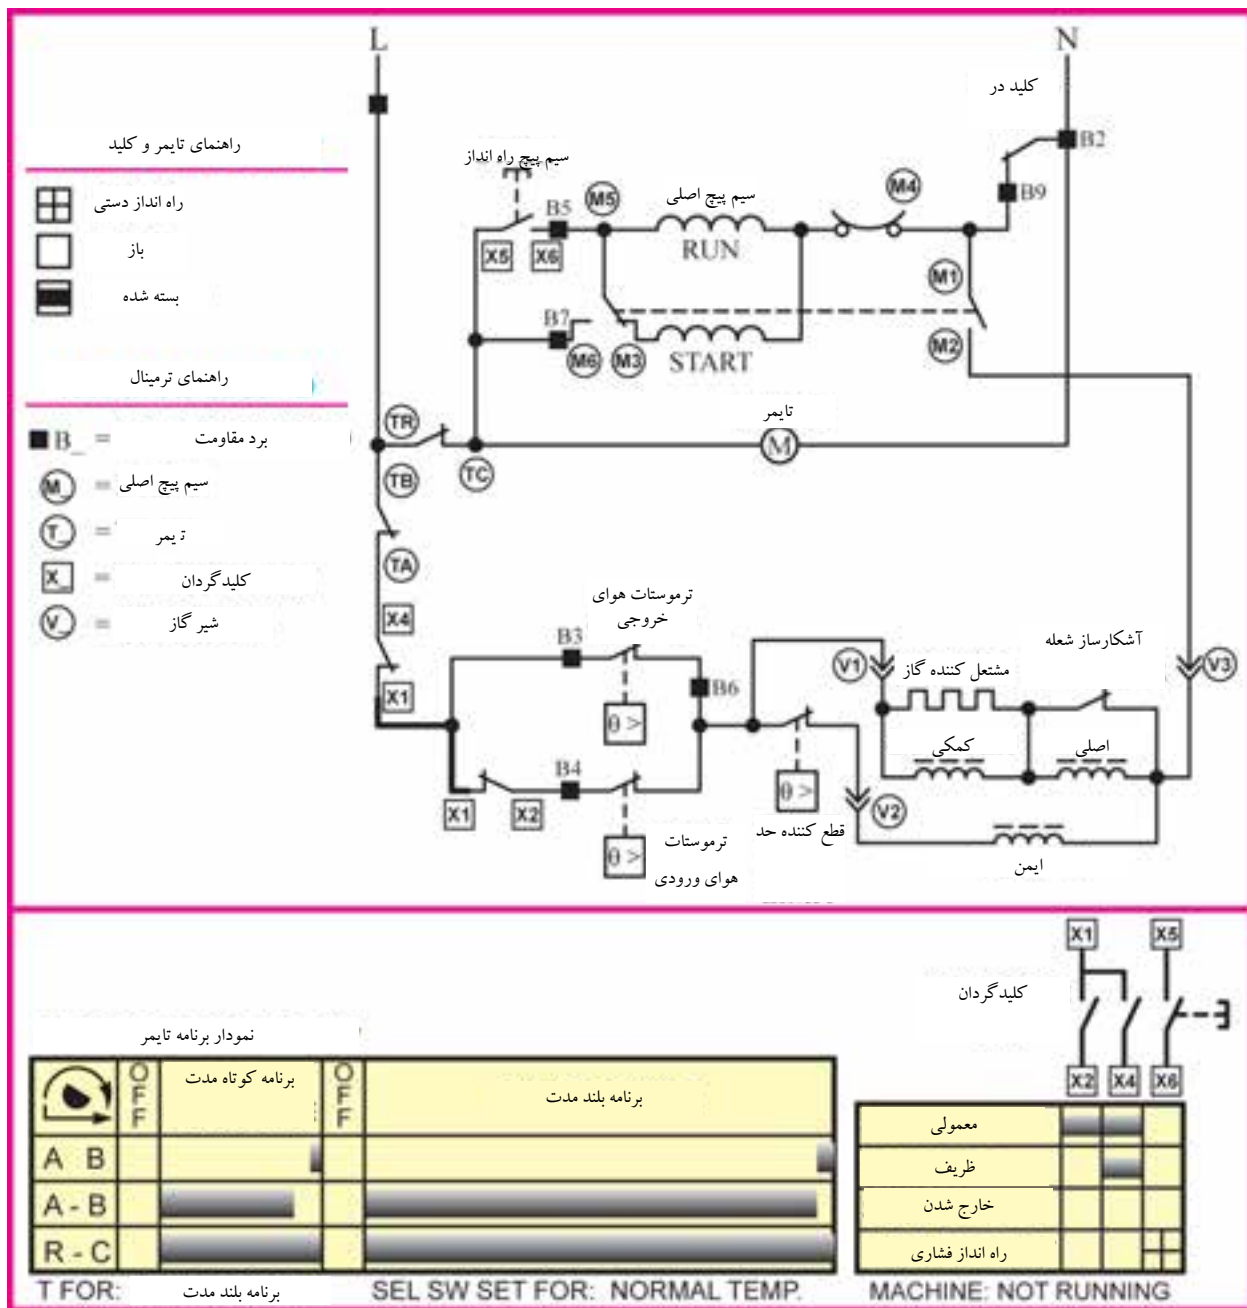 L
N
کلید در
راهنمای تایمر و کلید
B2
سیم پیچ راه انداز
راه انداز دستی
باز
بسته شده
B5
M5
سیم پیچ اصلی
M4
B9
X5
X6
RUN
M1
B7
M6
M3
START
M2
راهنمای ترمینال
تایمر
B_ =
برد مقاومت
TR
M
M_ =
سیم پیچ اصلی
TB
TC
T_ =
تیمر
TA
X_ =
کلیدگردان
X4
ترموستات هوای
خروجی
V_ =
شیر گاز
B3
آشکارساز شعله
V1
مشتعل کننده گاز
V3
X1
B6
θ >
کمکی
اصلی
B4
X1
X2
θ >
V2
قطع کننده حد
ترموستات
هوای ورودی
θ >
ایمن
X1
X5
کلیدگردان
نمودار برنامه تایمر
OFF
برنامه کوتاه مدت
OFF
برنامه بلند مدت
X2
X4
X6
معمولی
A B
ظریف
A - B
خارج شدن
R - C
راه انداز فشاری
T FOR:
برنامه بلند مدت
SEL SW SET FOR: NORMAL TEMP.
MACHINE: NOT RUNNING